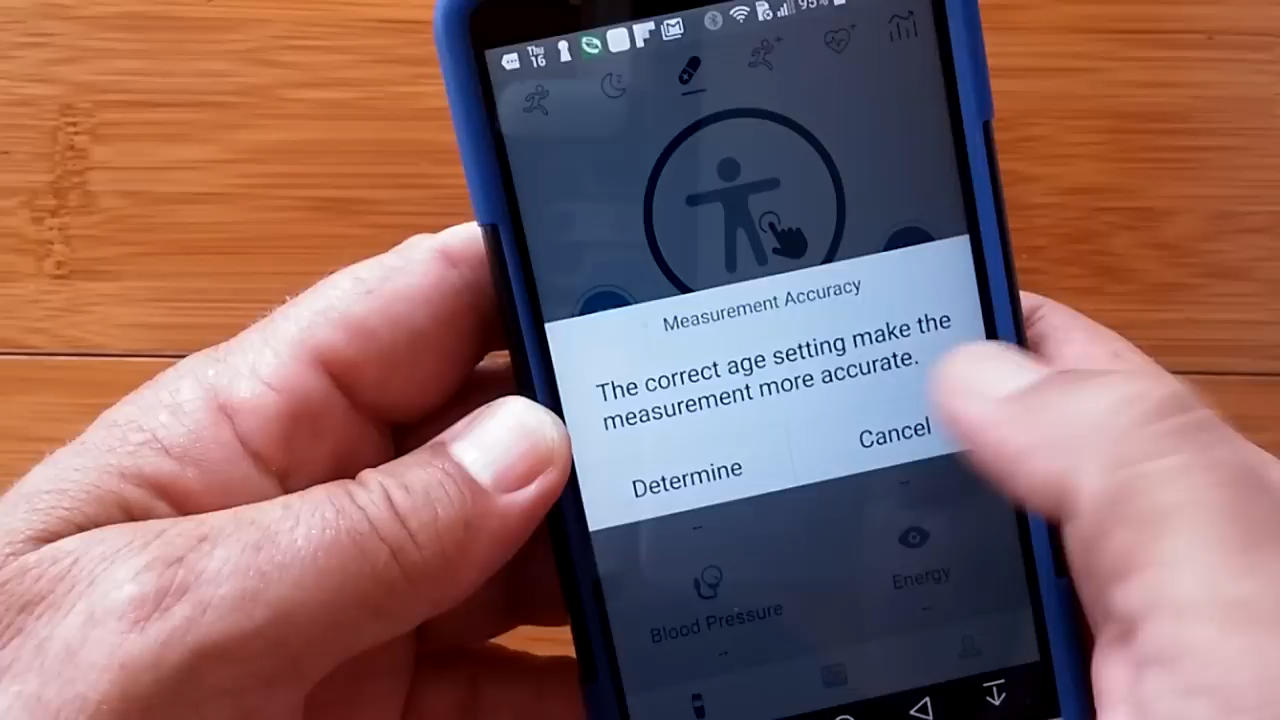 Thu
16
95%
Measurement Accuracy
The correct age setting make the
measurement more accurate.
Determine
Cancel
Blood Pressure
Energy
--
--
--
--